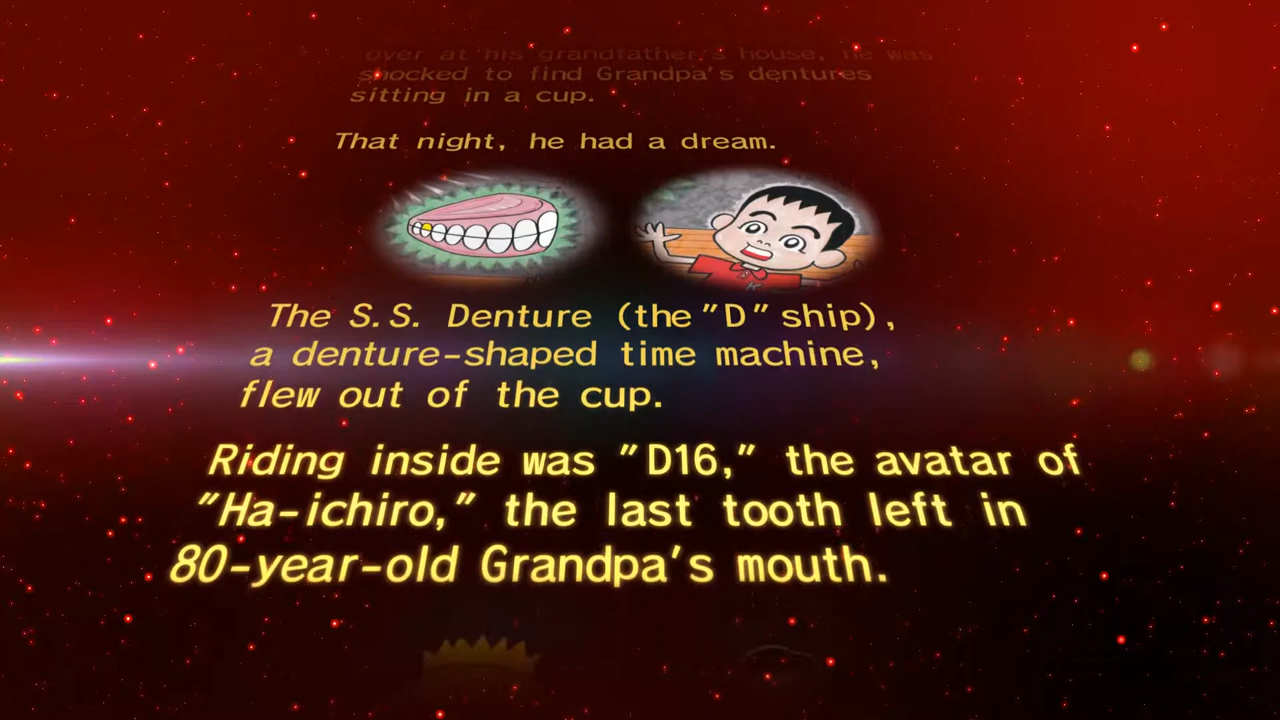 over at his grandfather's house, he was
shocked to find Grandpa's dentures
sitting in a cup.
That night, he had a dream.
The S.S. Denture (the "D" ship),
a denture-shaped time machine,
flew out of the cup.
Riding inside was "D16," the avatar of
"Ha-ichiro," the last tooth left in
80-year-old Grandpa's mouth.